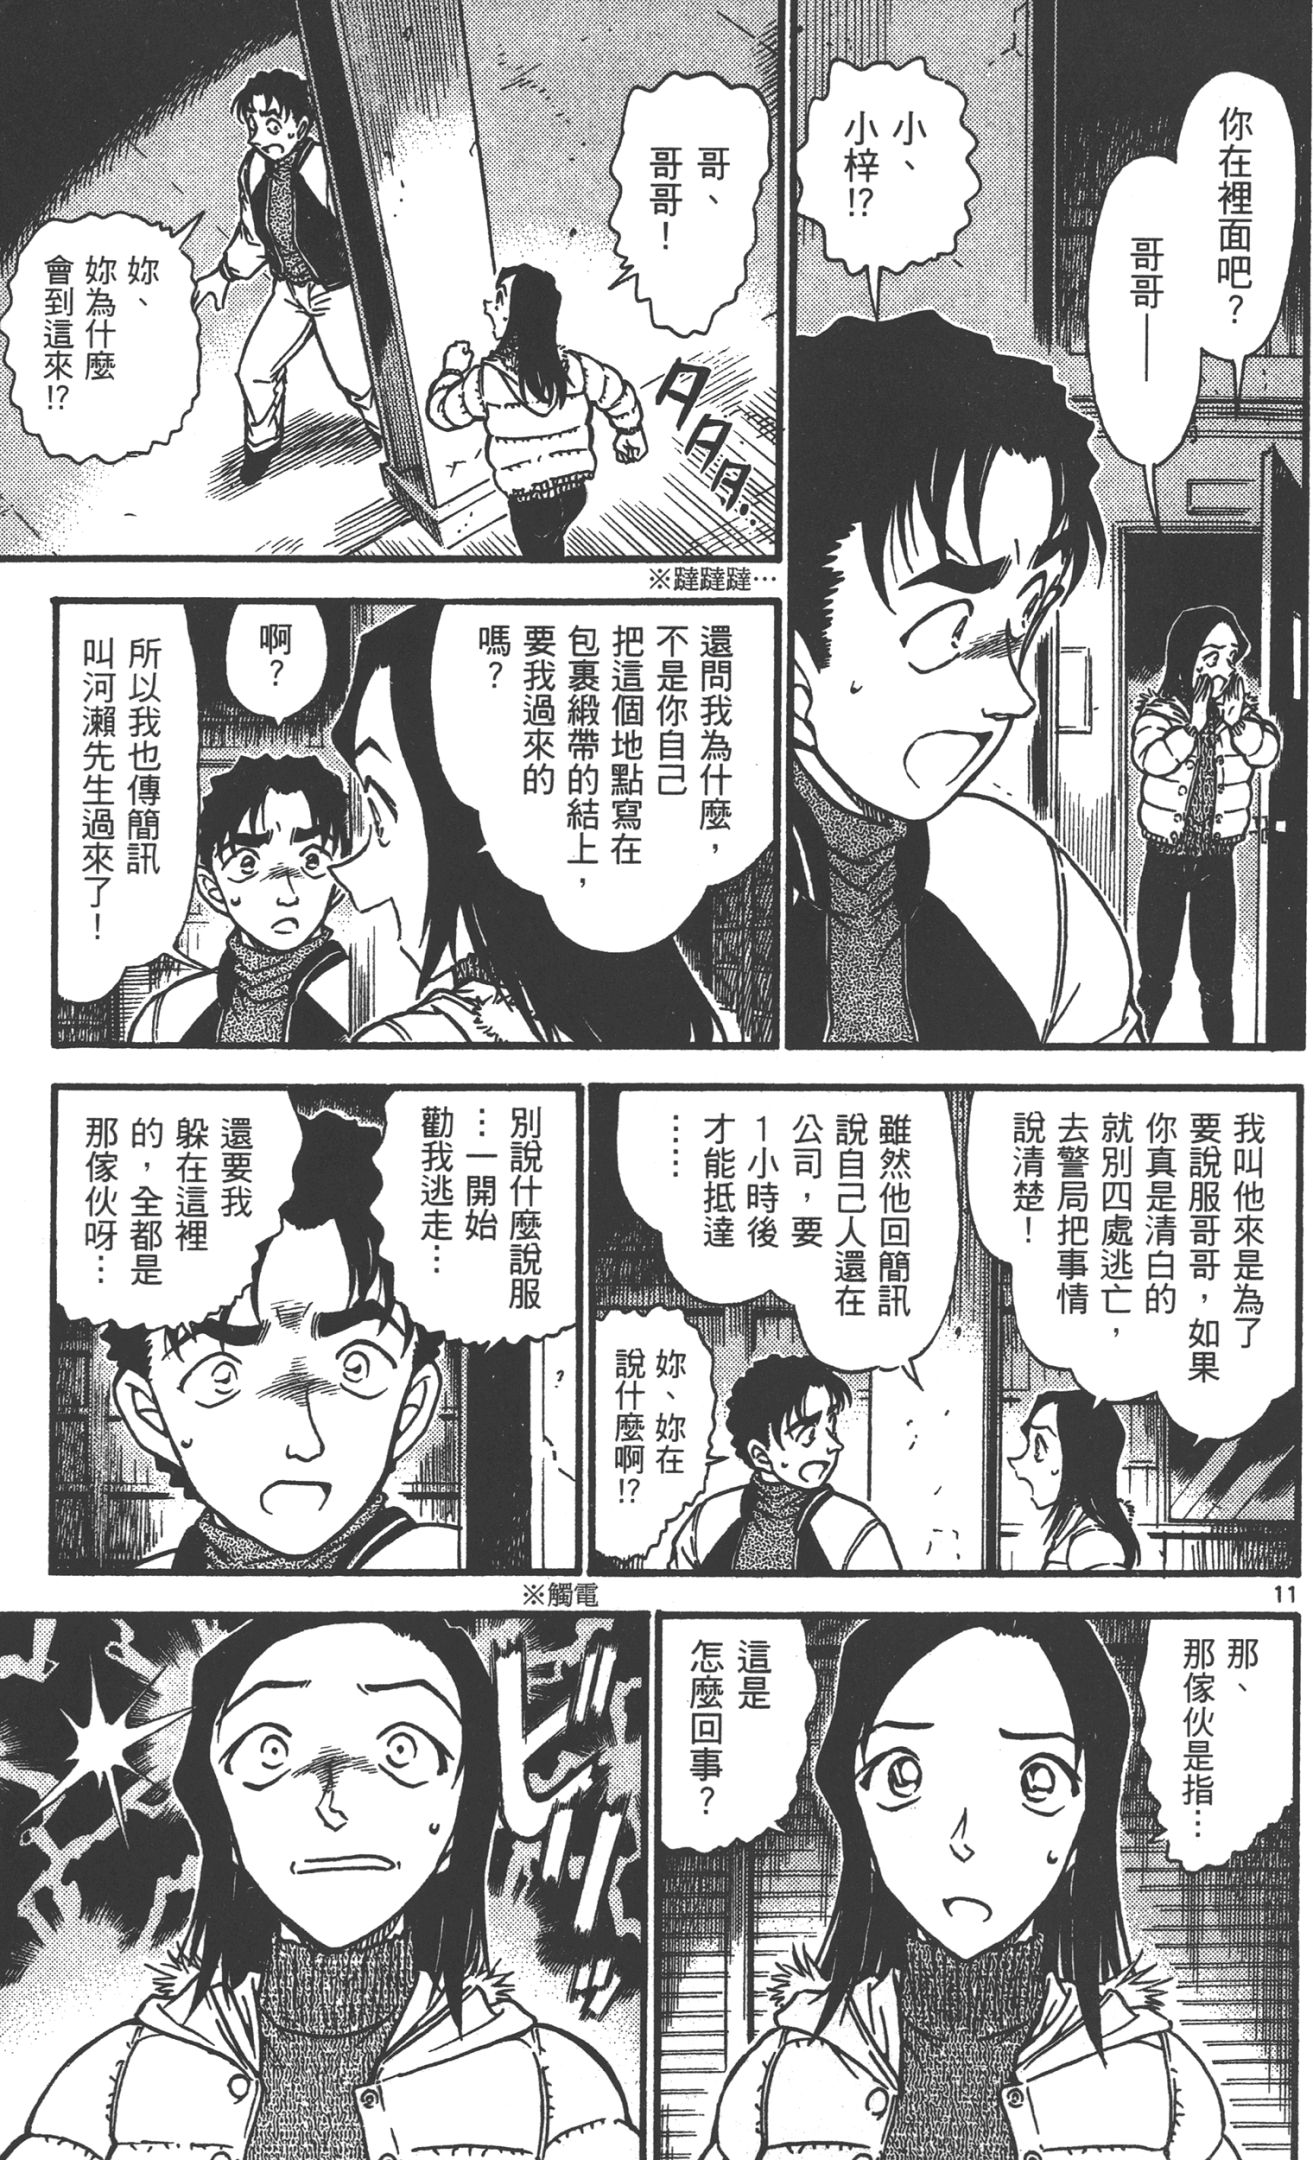 你在裡面吧？
哥哥——
小、
小梓!?
哥、
哥哥！
妳、
妳為什麼
會到這來!?
※躂躂躂…
還問我為什麼，
不是你自己
把這個地點寫在
包裹緞帶的結上，
要我過來的
嗎？
啊？
所以我也傳簡訊
叫河瀨先生過來了！
我叫他來是為了
要說服哥哥，如果
你真是清白的
就別四處逃亡，
去警局把事情
說清楚！
雖然他回簡訊
說自己人還在
公司，要
1小時後
才能抵達
……
妳、妳在
說什麼啊!?
別說什麼說服
…一開始
勸我逃走…
還要我
躲在這裡
的，全都是
那傢伙呀…
11
那、
那傢伙是指…
這是
怎麼回事？
※觸電